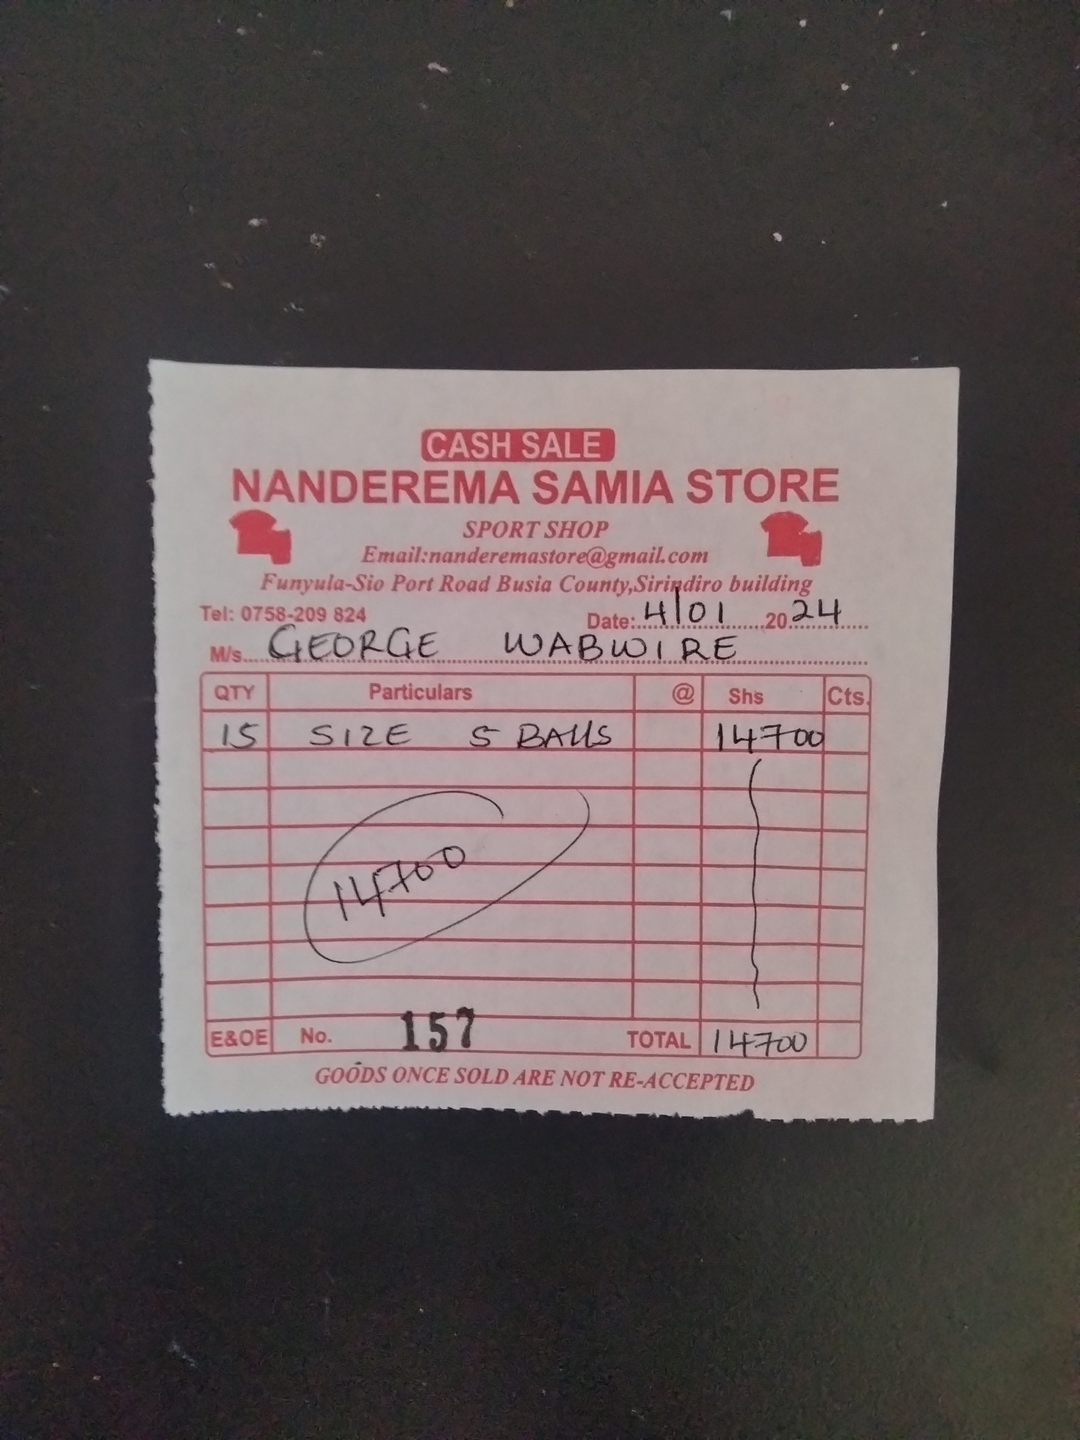 CASH SALE
NANDEREMA SAMIA STORE
SPORT SHOP
Email:nanderemastore@gmail.com
Funyula-Sio Port Road Busia County,Sirindiro building
Tel: 0758-209 824 Date: 4/01 2024
M/s. GEORGE WABWIRE
QTY Particulars @ Shs Cts.
15 SIZE 5 BALLS 14700
14700
E&OE No. 157 TOTAL 14700
GOODS ONCE SOLD ARE NOT RE-ACCEPTED